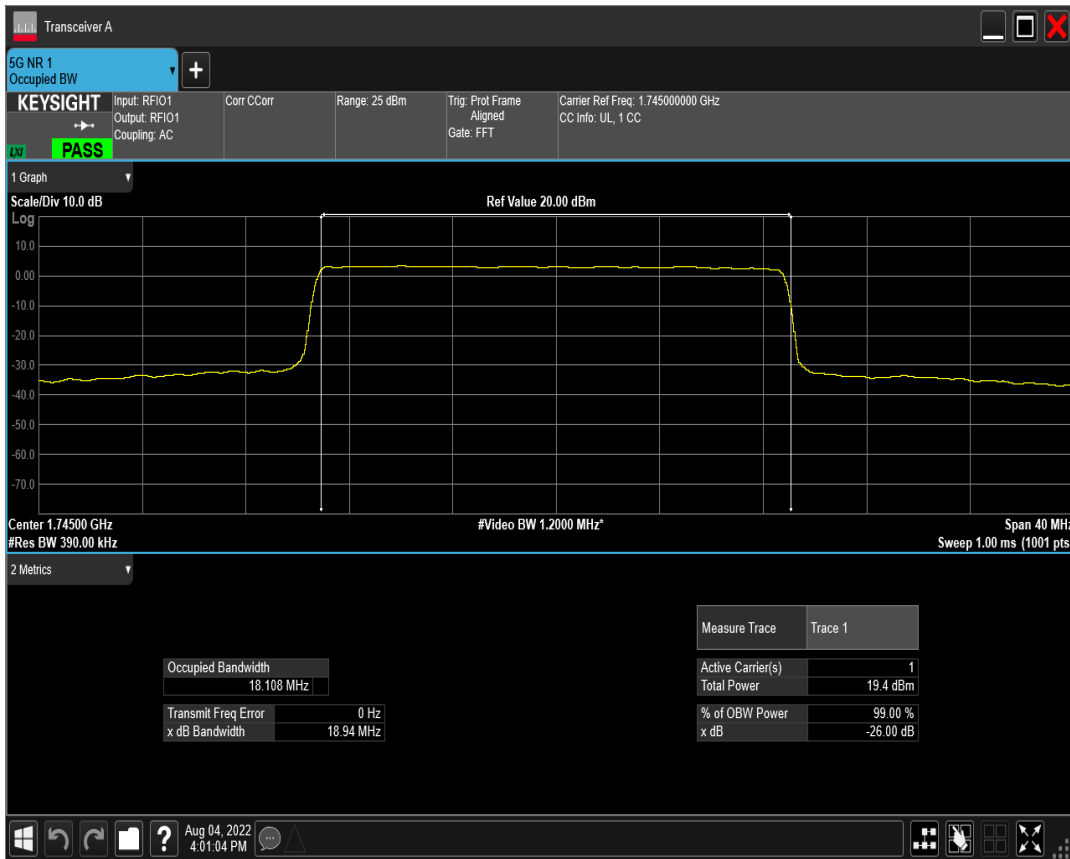 Transceiver A
5G NR 1
Occupied BW
KEYSIGHT
Input: RFIO1
Output: RFIO1
Coupling: AC
Corr CCorr
Range: 25 dBm
Trig: Prot Frame
Aligned
Gate: FFT
Carrier Ref Freq: 1.745000000 GHz
CC Info: UL, 1 CC
LXI
PASS
1 Graph
Scale/Div 10.0 dB
Ref Value 20.00 dBm
Log
10.0
0.00
-10.0
-20.0
-30.0
-40.0
-50.0
-60.0
-70.0
Center 1.74500 GHz
#Video BW 1.2000 MHz*
Span 40 MHz
#Res BW 390.00 kHz
Sweep 1.00 ms (1001 pts
2 Metrics
Measure Trace
Trace 1
Occupied Bandwidth
18.108 MHz
Active Carrier(s)
1
Total Power
19.4 dBm
Transmit Freq Error
0 Hz
x dB Bandwidth
18.94 MHz
% of OBW Power
99.00 %
x dB
-26.00 dB
?
Aug 04, 2022
4:01:04 PM